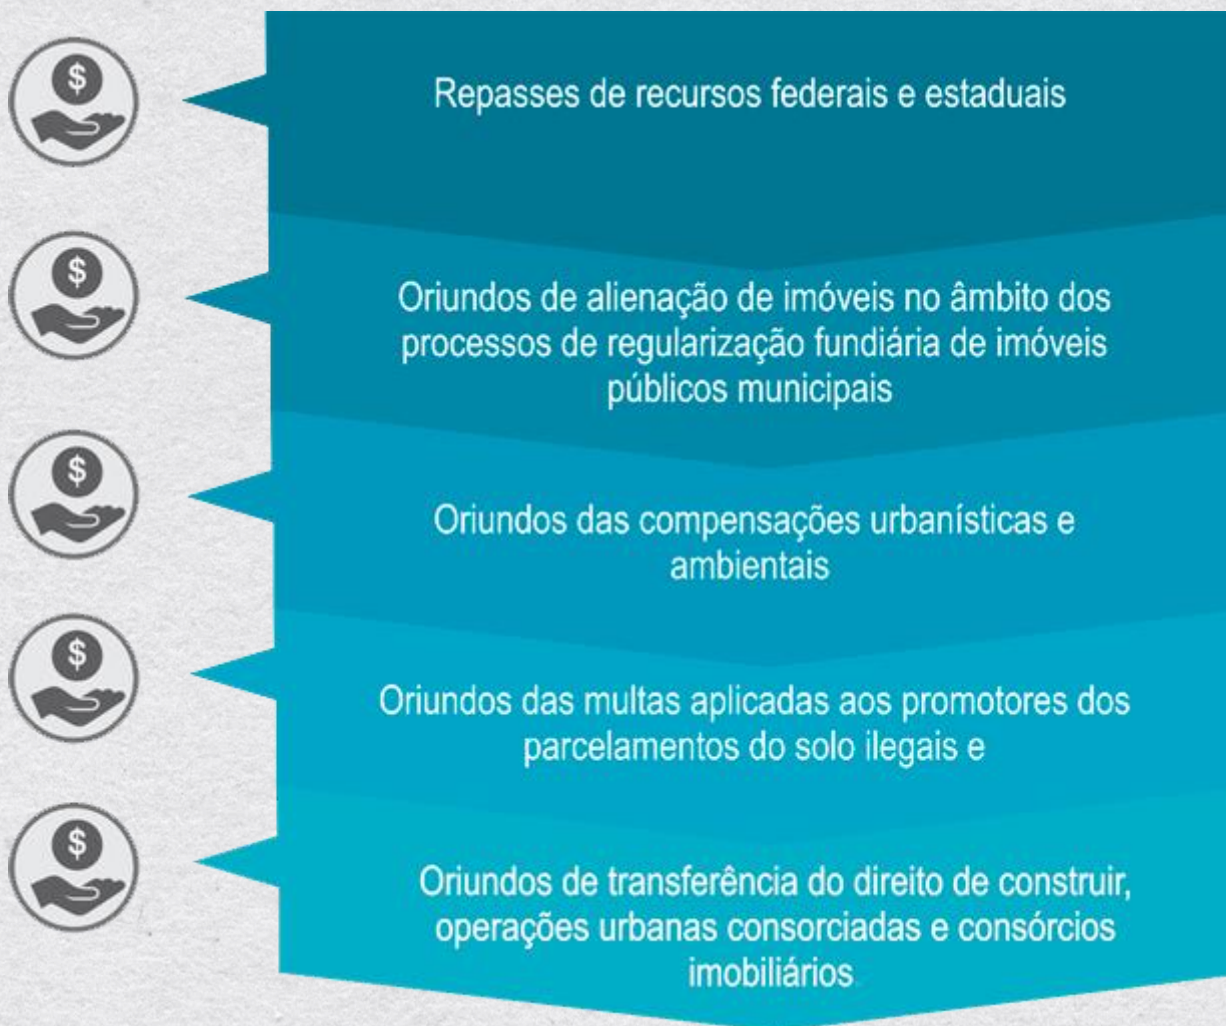 $
Repasses de recursos federais e estaduais
$
Oriundos de alienação de imóveis no âmbito dos
processos de regularização fundiária de imóveis
públicos municipais
$
Oriundos das compensações urbanísticas e
ambientais
$
Oriundos das multas aplicadas aos promotores dos
parcelamentos do solo ilegais e
$
Oriundos de transferência do direito de construir,
operações urbanas consorciadas e consórcios
imobiliários